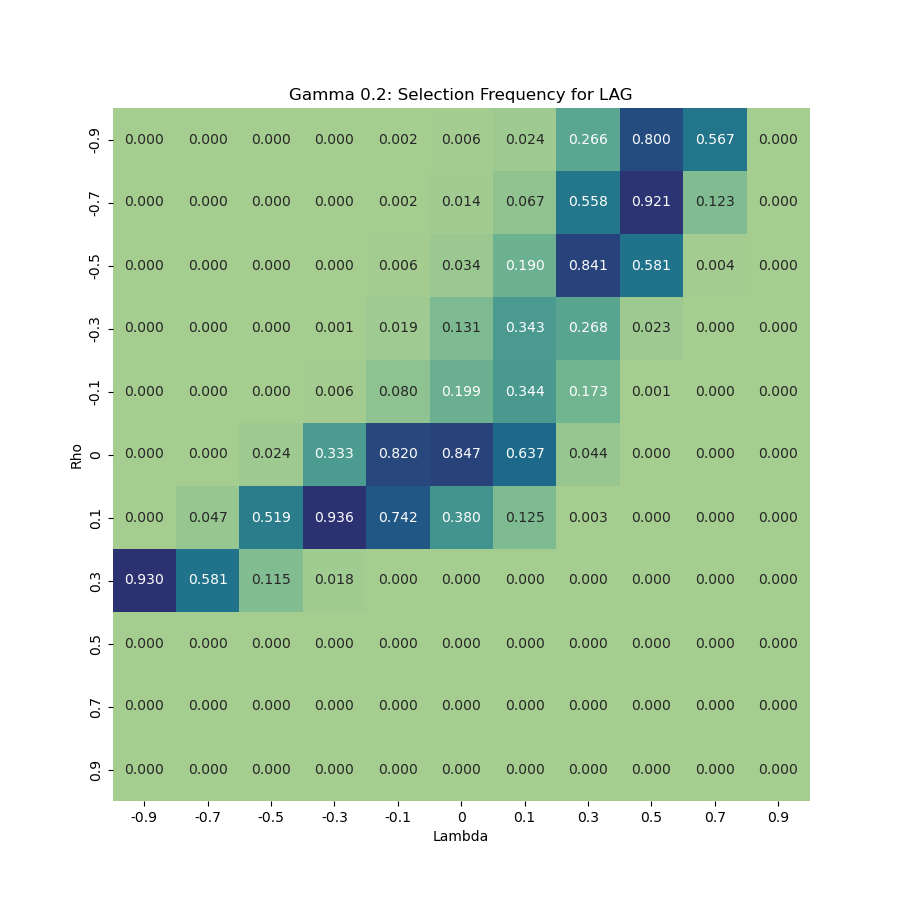 Gamma 0.2: Selection Frequency for LAG
-0.9 0.000 0.000 0.000 0.000 0.002 0.006 0.024 0.266 0.800 0.567 0.000
-0.7 0.000 0.000 0.000 0.000 0.002 0.014 0.067 0.558 0.921 0.123 0.000
-0.5 0.000 0.000 0.000 0.000 0.006 0.034 0.190 0.841 0.581 0.004 0.000
-0.3 0.000 0.000 0.000 0.001 0.019 0.131 0.343 0.268 0.023 0.000 0.000
-0.1 0.000 0.000 0.000 0.006 0.080 0.199 0.344 0.173 0.001 0.000 0.000
Rho
0 0.000 0.000 0.024 0.333 0.820 0.847 0.637 0.044 0.000 0.000 0.000
0.1 0.000 0.047 0.519 0.936 0.742 0.380 0.125 0.003 0.000 0.000 0.000
0.3 0.930 0.581 0.115 0.018 0.000 0.000 0.000 0.000 0.000 0.000 0.000
0.5 0.000 0.000 0.000 0.000 0.000 0.000 0.000 0.000 0.000 0.000 0.000
0.7 0.000 0.000 0.000 0.000 0.000 0.000 0.000 0.000 0.000 0.000 0.000
0.9 0.000 0.000 0.000 0.000 0.000 0.000 0.000 0.000 0.000 0.000 0.000
-0.9 -0.7 -0.5 -0.3 -0.1 0 0.1 0.3 0.5 0.7 0.9
Lambda